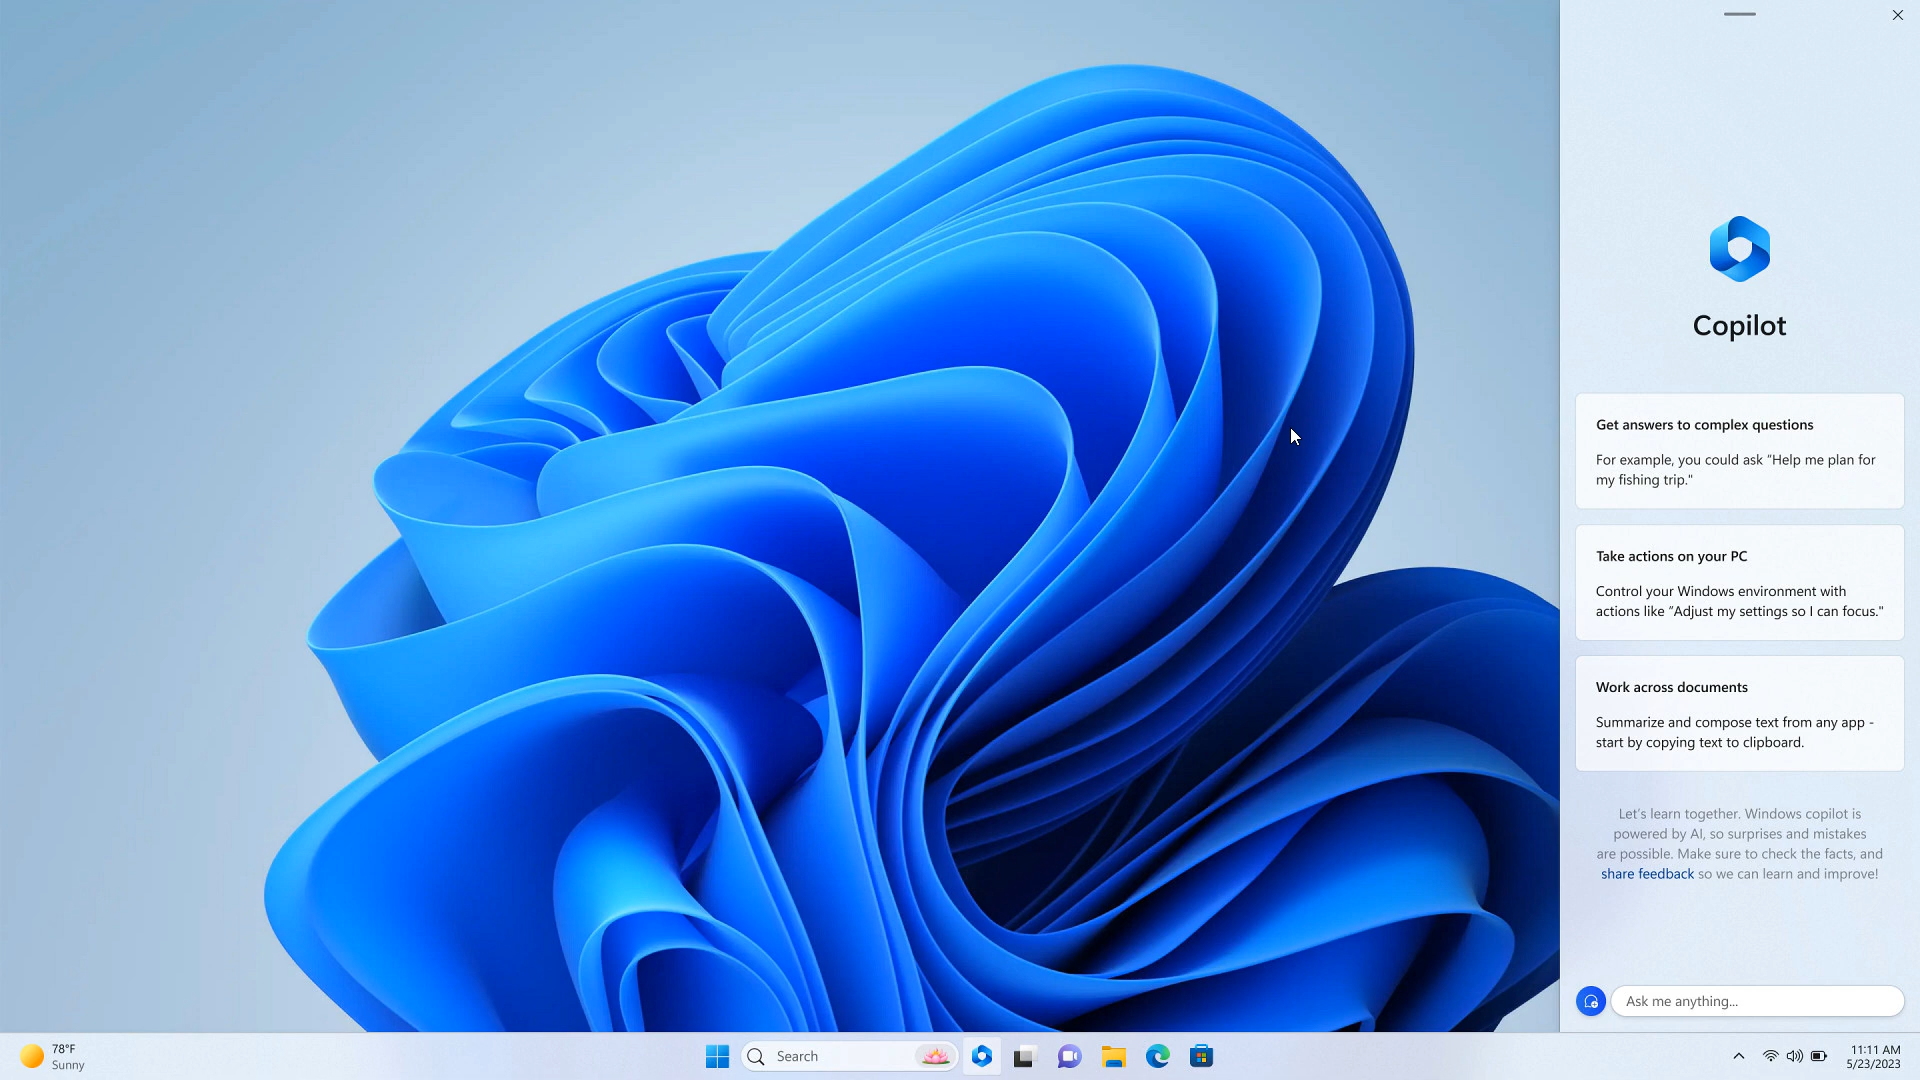 Copilot
Get answers to complex questions
For example, you could ask “Help me plan for
my fishing trip."
Take actions on your PC
Control your Windows environment with
actions like “Adjust my settings so I can focus."
Work across documents
Summarize and compose text from any app -
start by copying text to clipboard.
Let's learn together. Windows copilot is
powered by AI, so surprises and mistakes
are possible. Make sure to check the facts, and
share feedback so we can learn and improve!
Ask me anything...
78°F
Sunny
Search
11:11 AM
5/23/2023